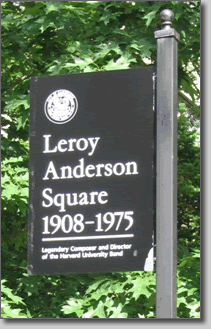 Leroy
Anderson
Square
1908-1975
Legendary Composer and Director
of the Harvard University Band